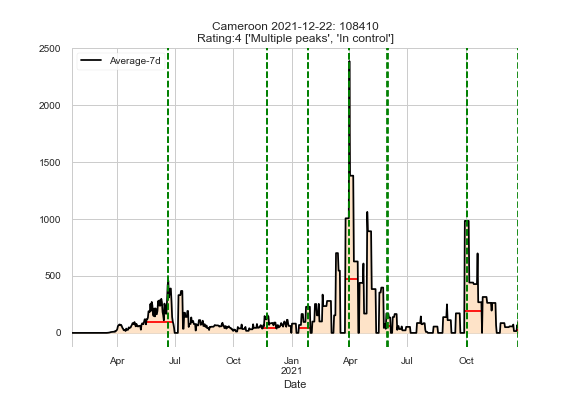 Cameroon 2021-12-22: 108410
Rating:4 ['Multiple peaks', 'In control']
2500
Average-7d
2000
1500
1000
500
0
Apr Jul Oct Jan Apr Jul Oct
2021
Date